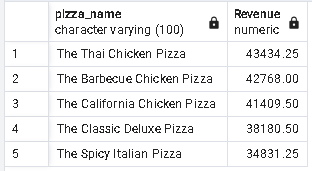 pizza_name Revenue
character varying (100) numeric
1 The Thai Chicken Pizza 43434.25
2 The Barbecue Chicken Pizza 42768.00
3 The California Chicken Pizza 41409.50
4 The Classic Deluxe Pizza 38180.50
5 The Spicy Italian Pizza 34831.25